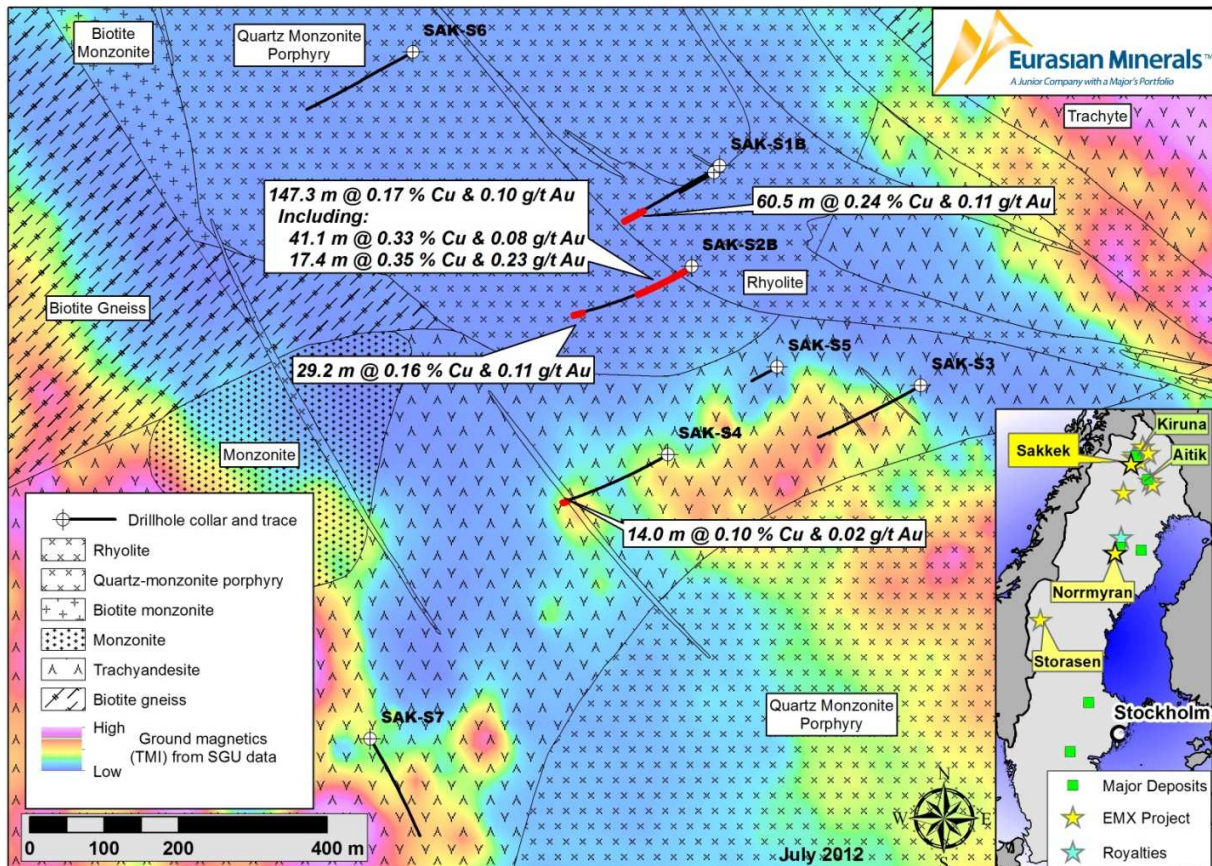 Biotite
Monzonite
Quartz Monzonite
Porphyry
SAK-S6
Eurasian Minerals™
A Junior Company with a Major's Portfolio
Trachyte
SAK-S1B
147.3 m @ 0.17 % Cu & 0.10 g/t Au
Including:
41.1 m @ 0.33 % Cu & 0.08 g/t Au
17.4 m @ 0.35 % Cu & 0.23 g/t Au
60.5 m @ 0.24 % Cu & 0.11 g/t Au
SAK-S2B
Rhyolite
Biotite Gneiss
29.2 m @ 0.16 % Cu & 0.11 g/t Au
SAK-S5
SAK-S3
SAK-S4
Monzonite
14.0 m @ 0.10 % Cu & 0.02 g/t Au
Drillhole collar and trace
Rhyolite
Quartz-monzonite porphyry
Biotite monzonite
Monzonite
Trachyandesite
Biotite gneiss
High
Low
Ground magnetics
(TMI) from SGU data
SAK-S7
Quartz Monzonite
Porphyry
0 100 200 400 m
July 2012
N
W
E
S
Kiruna
Sakkek
Aitik
Norrmyran
Storasen
Stockholm
Major Deposits
EMX Project
Royalties